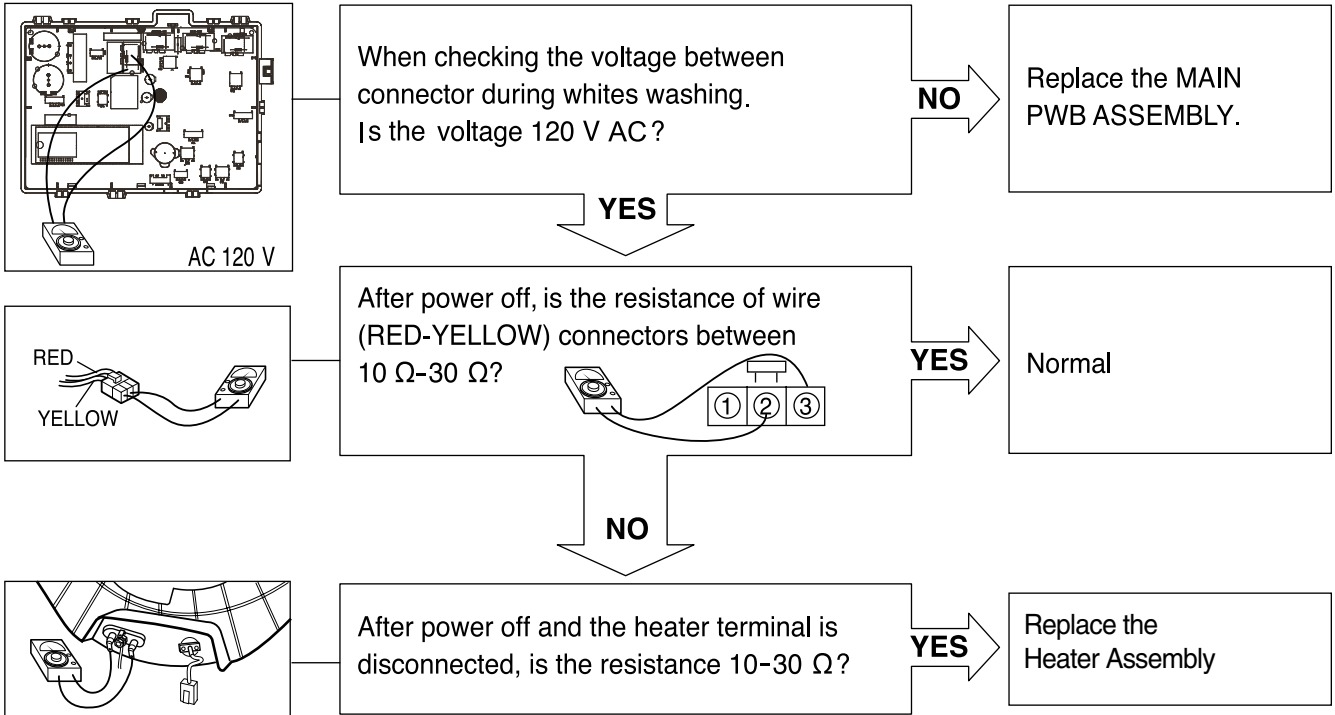 AC 120 V
When checking the voltage between
connector during whites washing.
Is the voltage 120 V AC?
NO
Replace the MAIN
PWB ASSEMBLY.
YES
RED
YELLOW
After power off, is the resistance of wire
(RED-YELLOW) connectors between
10 Ω-30 Ω?
① ② ③
YES
Normal
NO
After power off and the heater terminal is
disconnected, is the resistance 10-30 Ω?
YES
Replace the
Heater Assembly